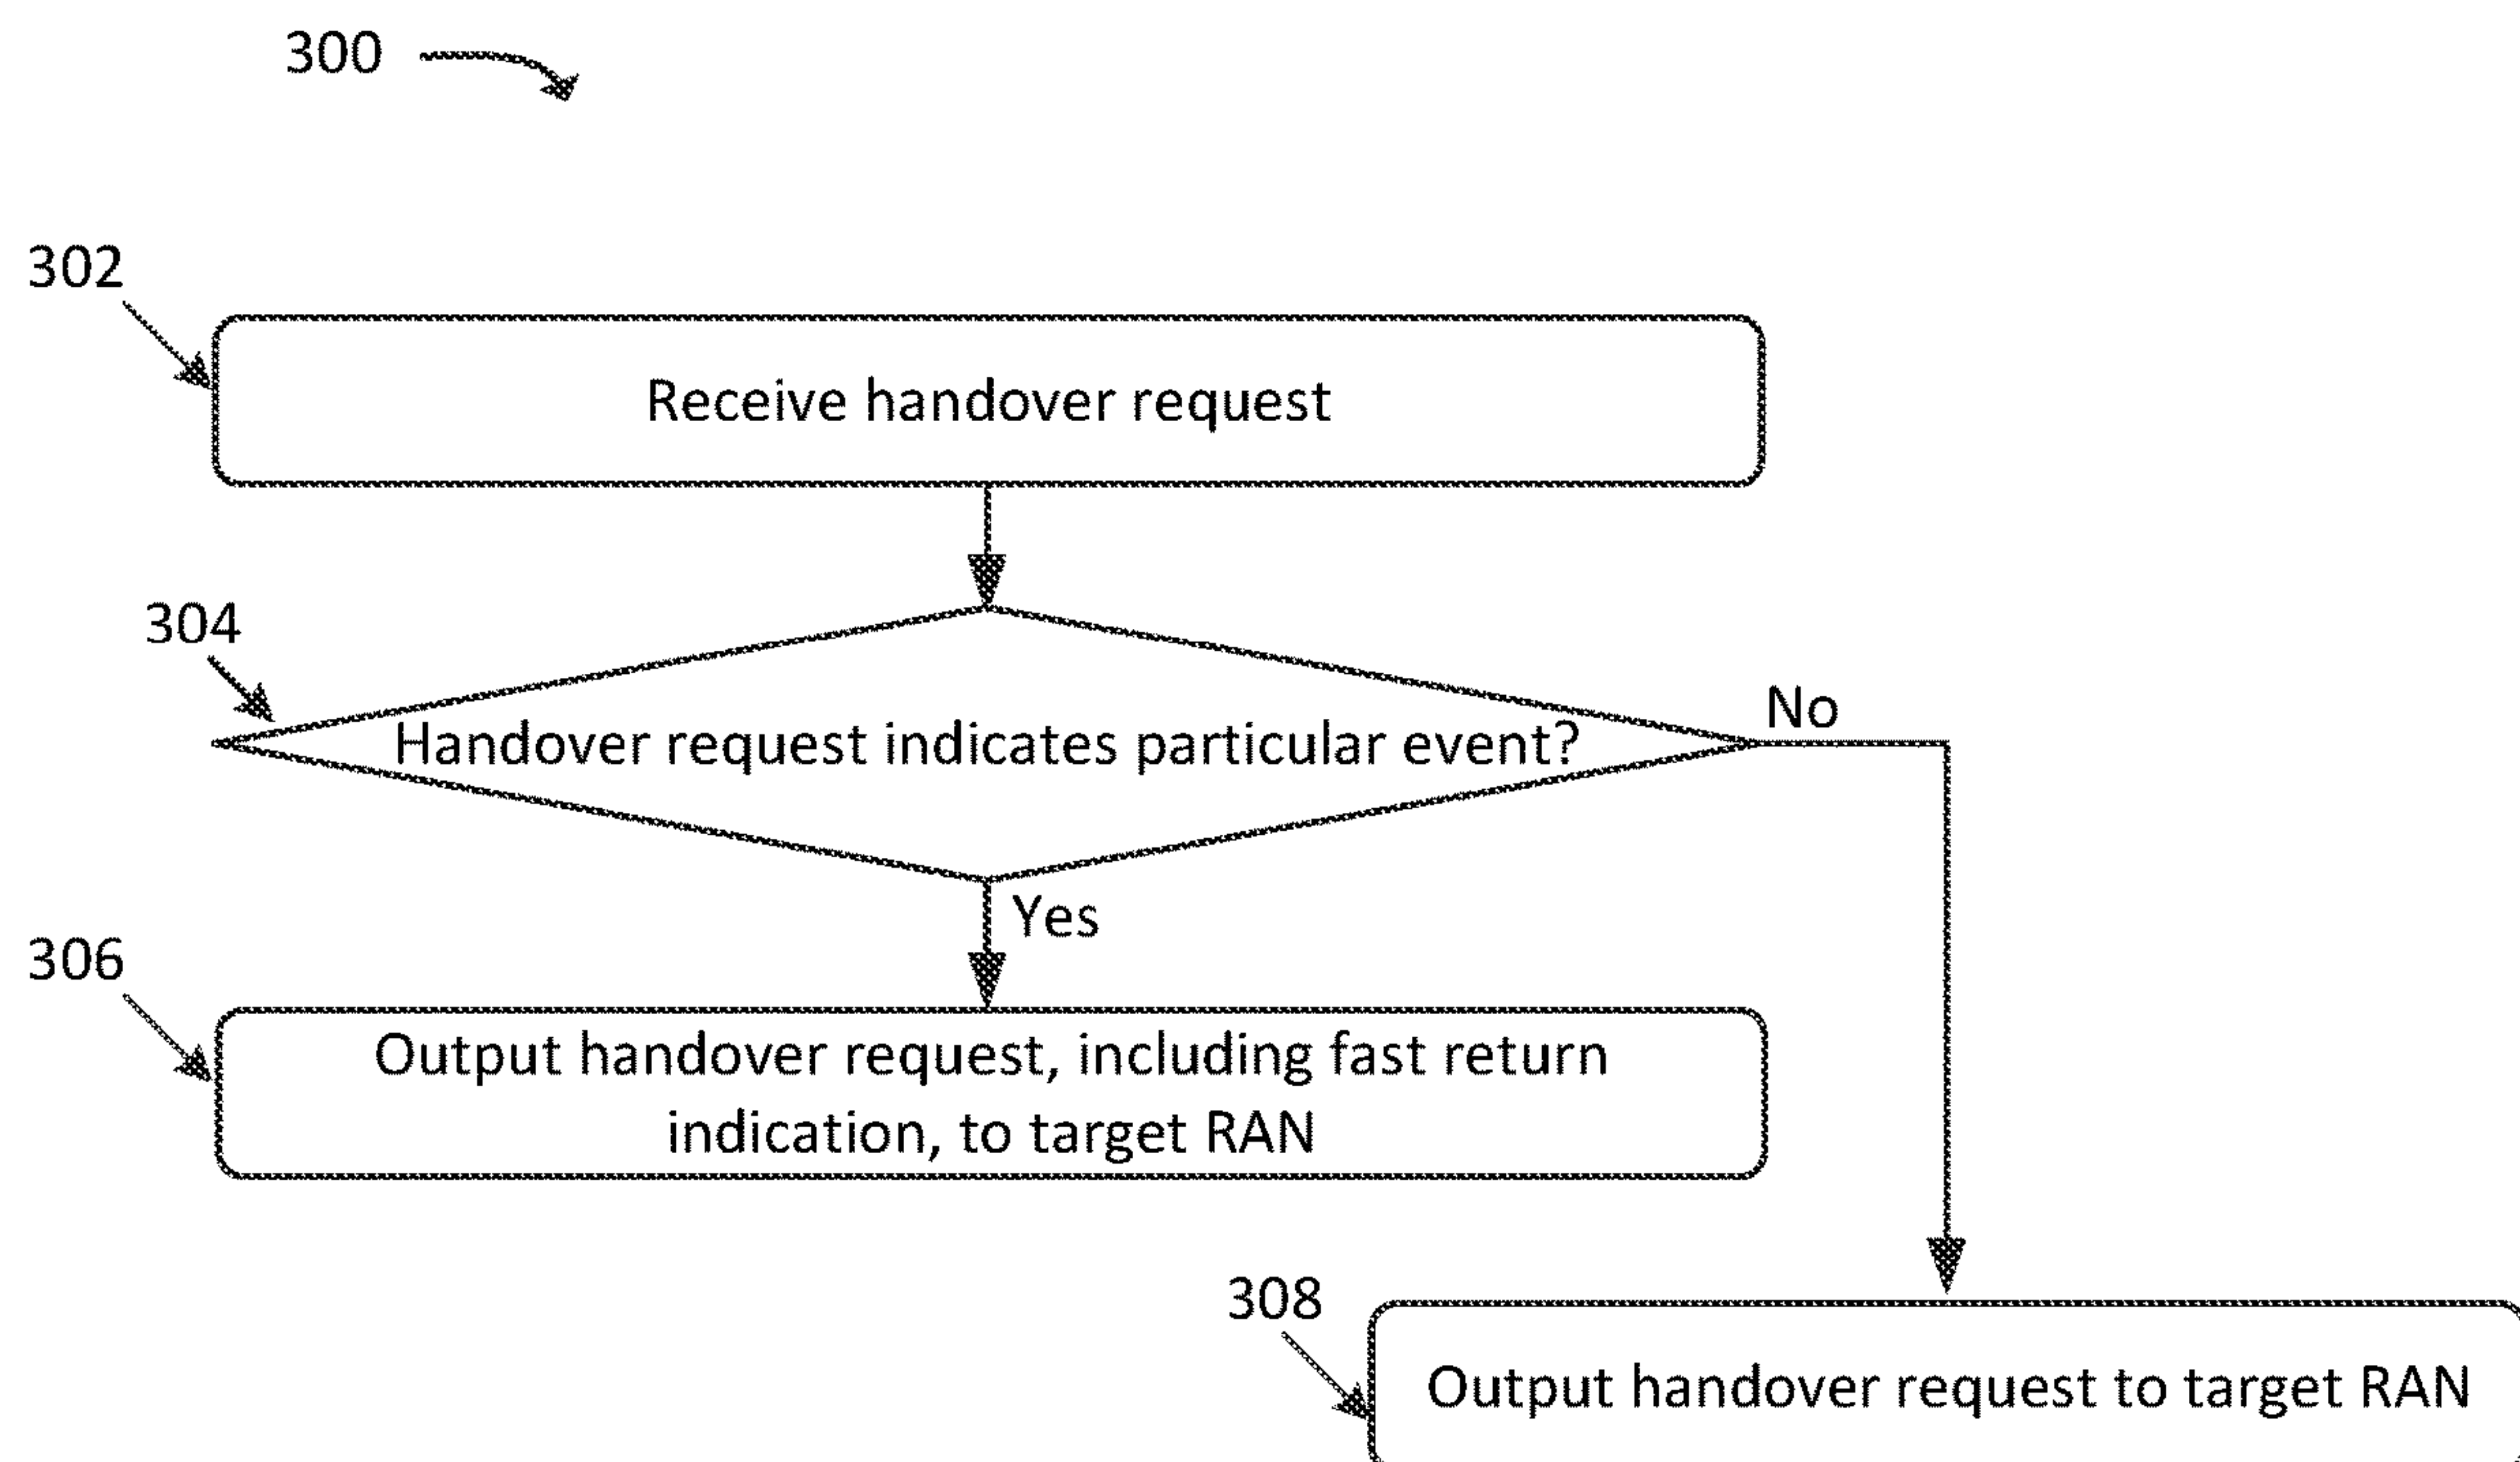 300
302
Receive handover request
304
Handover request indicates particular event?
No
Yes
306
Output handover request, including fast return
indication, to target RAN
308
Output handover request to target RAN